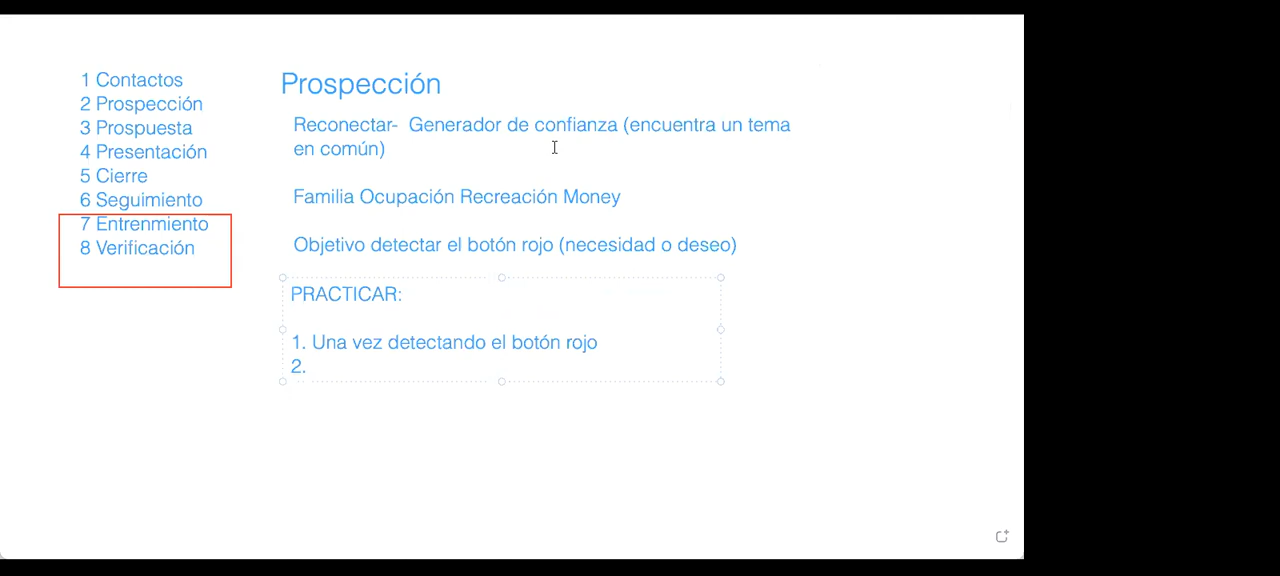 1 Contactos
2 Prospección
3 Prospuesta
4 Presentación
5 Cierre
6 Seguimiento
7 Entrenmiento
8 Verificación
Prospección
Reconectar- Generador de confianza (encuentra un tema
en común)
Familia Ocupación Recreación Money
Objetivo detectar el botón rojo (necesidad o deseo)
PRACTICAR:
1. Una vez detectando el botón rojo
2.